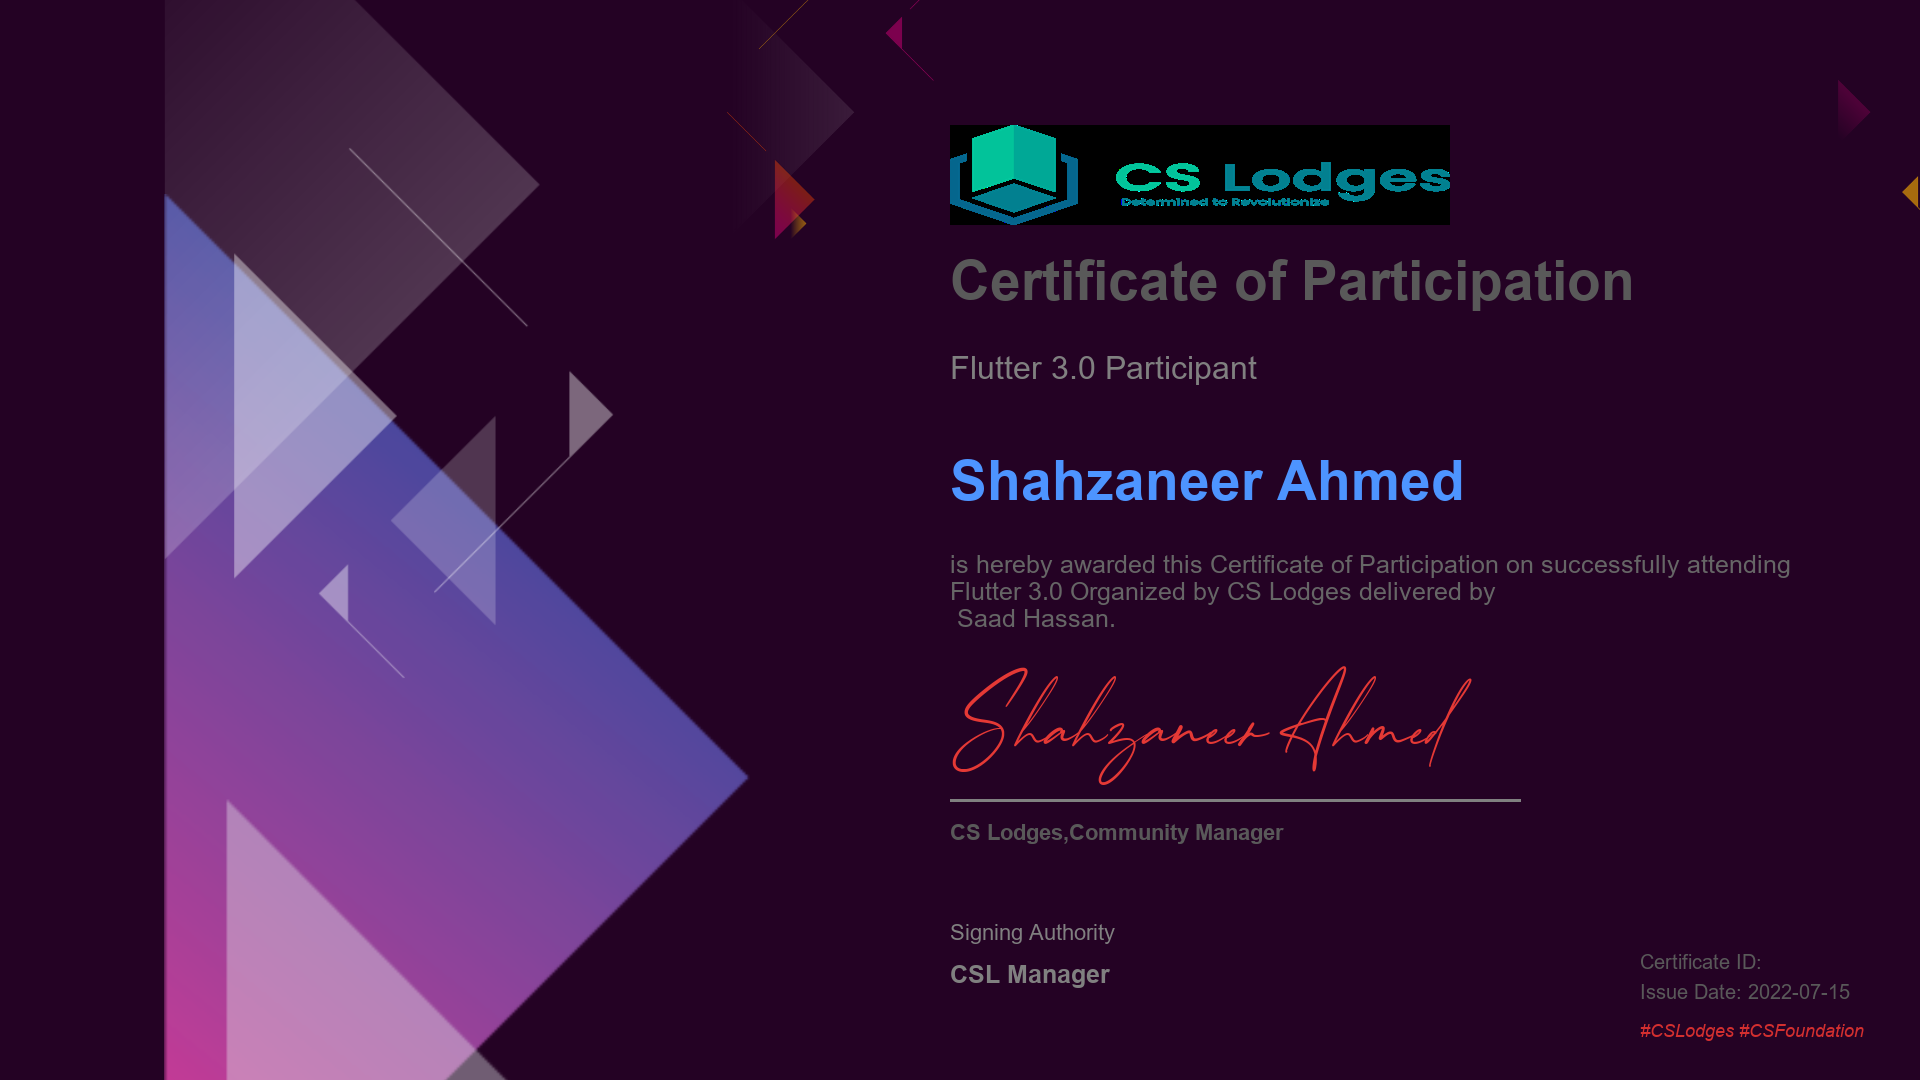 CS Lodges
Determined to Revolutionize
Certificate of Participation
Flutter 3.0 Participant
Shahzaneer Ahmed
is hereby awarded this Certificate of Participation on successfully attending
Flutter 3.0 Organized by CS Lodges delivered by
Saad Hassan.
Shahzaneer Ahmed
CS Lodges,Community Manager
Signing Authority
CSL Manager
Certificate ID:
Issue Date: 2022-07-15
#CSLodges #CSFoundation